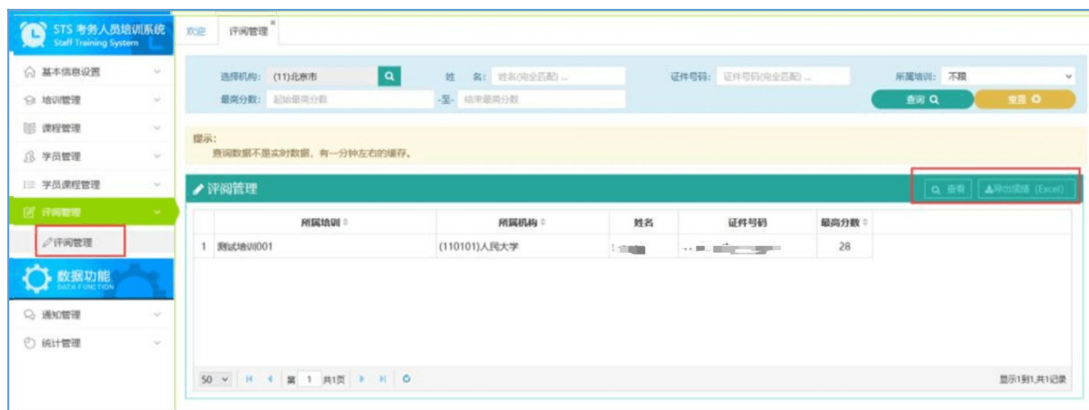 STS 考务人员培训系统
Staff Training System
欢迎 评阅管理
基本信息设置
培训管理
课程管理
学员管理
学员课程管理
评阅管理
评阅管理
数据功能
DATA FUNCTION
通知管理
统计管理
选择机构: (11)北京市 姓 名: 姓名(完全匹配) ... 证件号码: 证件号码(完全匹配) ... 所属培训: 不限
最高分数: 起始最高分数 -至- 结束最高分数 查询 重置
提示:
查询数据不是实时数据，有一分钟左右的缓存。
评阅管理 查看 导出成绩 (Excel)
所属培训 所属机构 姓名 证件号码 最高分数
1 测试培训001 (110101)人民大学 28
50 第 1 共1页 显示1到1,共1记录